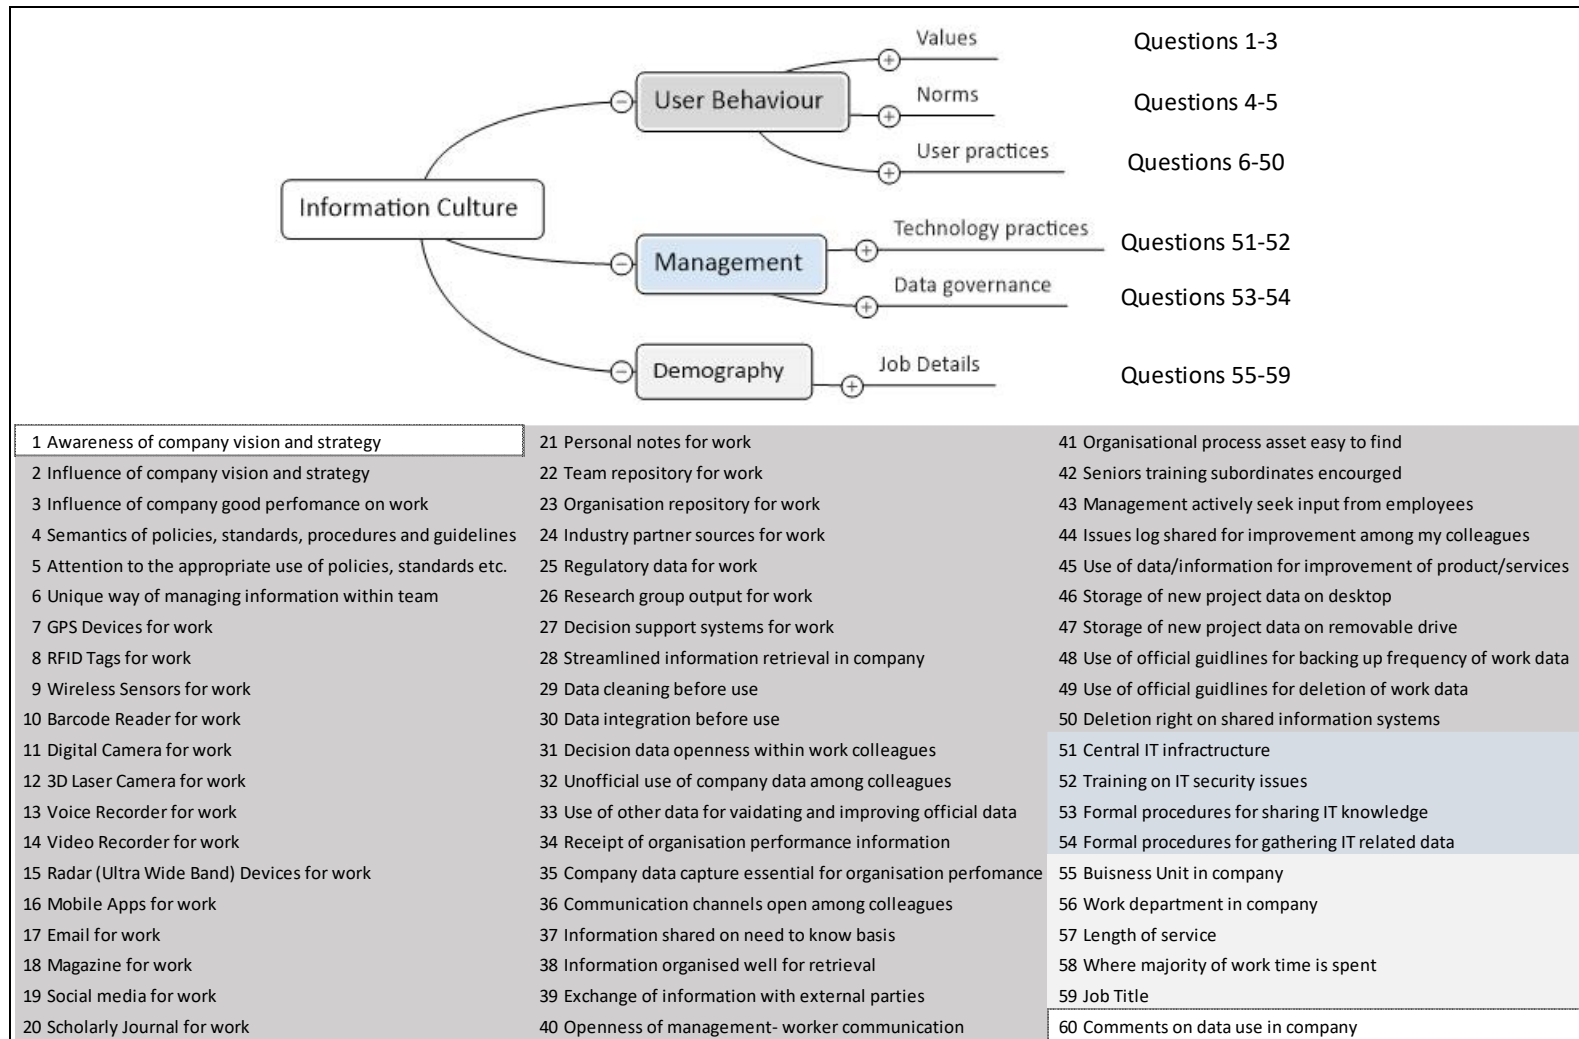 Values
Questions 1-3
User Behaviour
Norms
Questions 4-5
User practices
Questions 6-50
Information Culture
Technology practices
Questions 51-52
Management
Data governance
Questions 53-54
Demography
Job Details
Questions 55-59
1 Awareness of company vision and strategy
2 Influence of company vision and strategy
3 Influence of company good perfomance on work
4 Semantics of policies, standards, procedures and guidelines
5 Attention to the appropriate use of policies, standards etc.
6 Unique way of managing information within team
7 GPS Devices for work
8 RFID Tags for work
9 Wireless Sensors for work
10 Barcode Reader for work
11 Digital Camera for work
12 3D Laser Camera for work
13 Voice Recorder for work
14 Video Recorder for work
15 Radar (Ultra Wide Band) Devices for work
16 Mobile Apps for work
17 Email for work
18 Magazine for work
19 Social media for work
20 Scholarly Journal for work
21 Personal notes for work
22 Team repository for work
23 Organisation repository for work
24 Industry partner sources for work
25 Regulatory data for work
26 Research group output for work
27 Decision support systems for work
28 Streamlined information retrieval in company
29 Data cleaning before use
30 Data integration before use
31 Decision data openness within work colleagues
32 Unofficial use of company data among colleagues
33 Use of other data for vaidating and improving official data
34 Receipt of organisation performance information
35 Company data capture essential for organisation perfomance
36 Communication channels open among colleagues
37 Information shared on need to know basis
38 Information organised well for retrieval
39 Exchange of information with external parties
40 Openness of management- worker communication
41 Organisational process asset easy to find
42 Seniors training subordinates encourged
43 Management actively seek input from employees
44 Issues log shared for improvement among my colleagues
45 Use of data/information for improvement of product/services
46 Storage of new project data on desktop
47 Storage of new project data on removable drive
48 Use of official guidlines for backing up frequency of work data
49 Use of official guidlines for deletion of work data
50 Deletion right on shared information systems
51 Central IT infractructure
52 Training on IT security issues
53 Formal procedures for sharing IT knowledge
54 Formal procedures for gathering IT related data
55 Buisness Unit in company
56 Work department in company
57 Length of service
58 Where majority of work time is spent
59 Job Title
60 Comments on data use in company